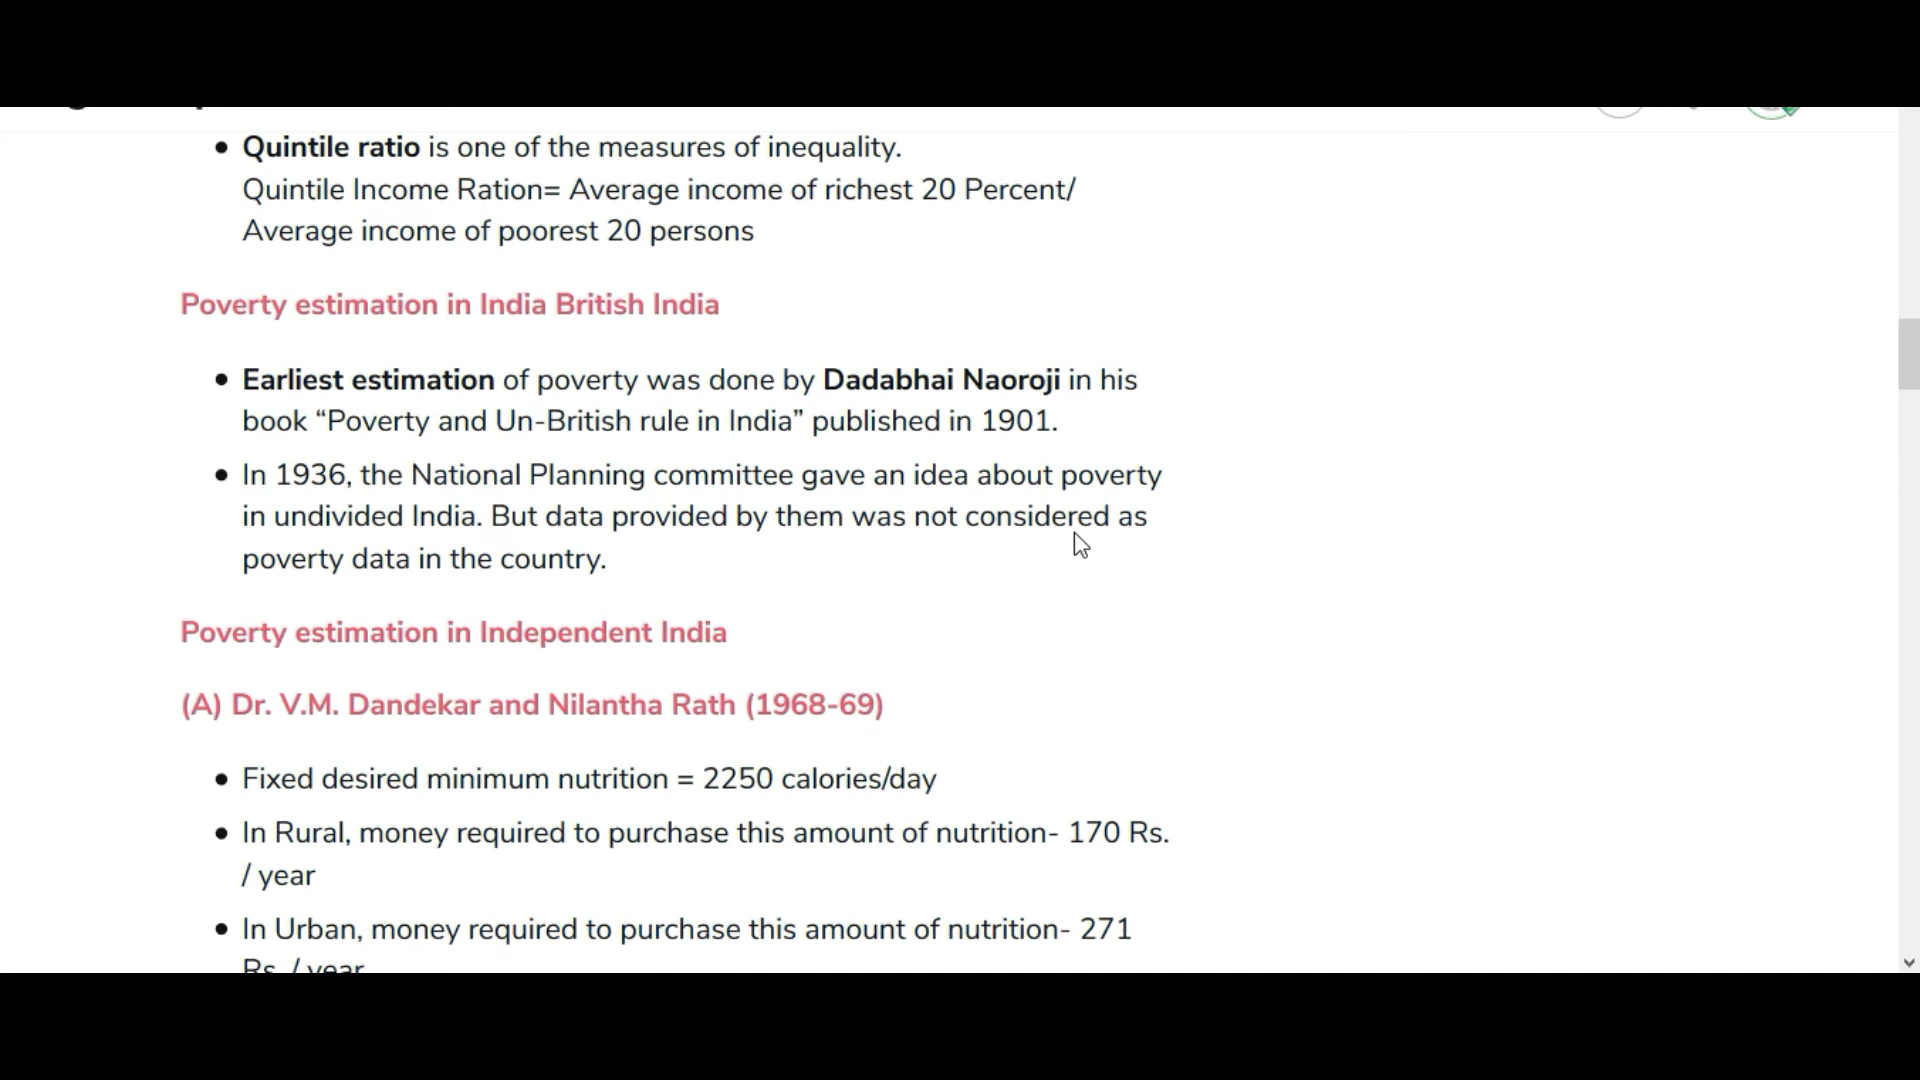 • Quintile ratio is one of the measures of inequality.
Quintile Income Ration= Average income of richest 20 Percent/
Average income of poorest 20 persons
Poverty estimation in India British India
• Earliest estimation of poverty was done by Dadabhai Naoroji in his
book “Poverty and Un-British rule in India” published in 1901.
• In 1936, the National Planning committee gave an idea about poverty
in undivided India. But data provided by them was not considered as
poverty data in the country.
Poverty estimation in Independent India
(A) Dr. V.M. Dandekar and Nilantha Rath (1968-69)
• Fixed desired minimum nutrition = 2250 calories/day
• In Rural, money required to purchase this amount of nutrition- 170 Rs.
/ year
• In Urban, money required to purchase this amount of nutrition- 271
Rs. / year